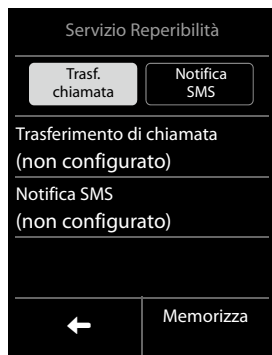 Servizio Reperibilità
Trasf.
chiamata
Notifica
SMS
Trasferimento di chiamata
(non configurato)
Notifica SMS
(non configurato)
Memorizza